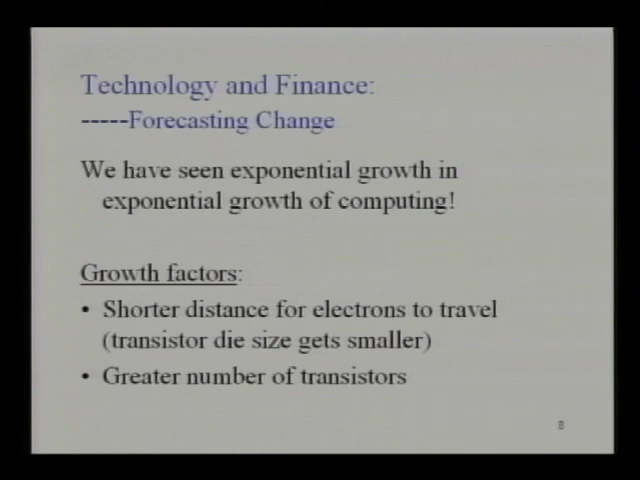 Technology and Finance:
-----Forecasting Change
We have seen exponential growth in
exponential growth of computing!
Growth factors:
• Shorter distance for electrons to travel
(transistor die size gets smaller)
• Greater number of transistors
8